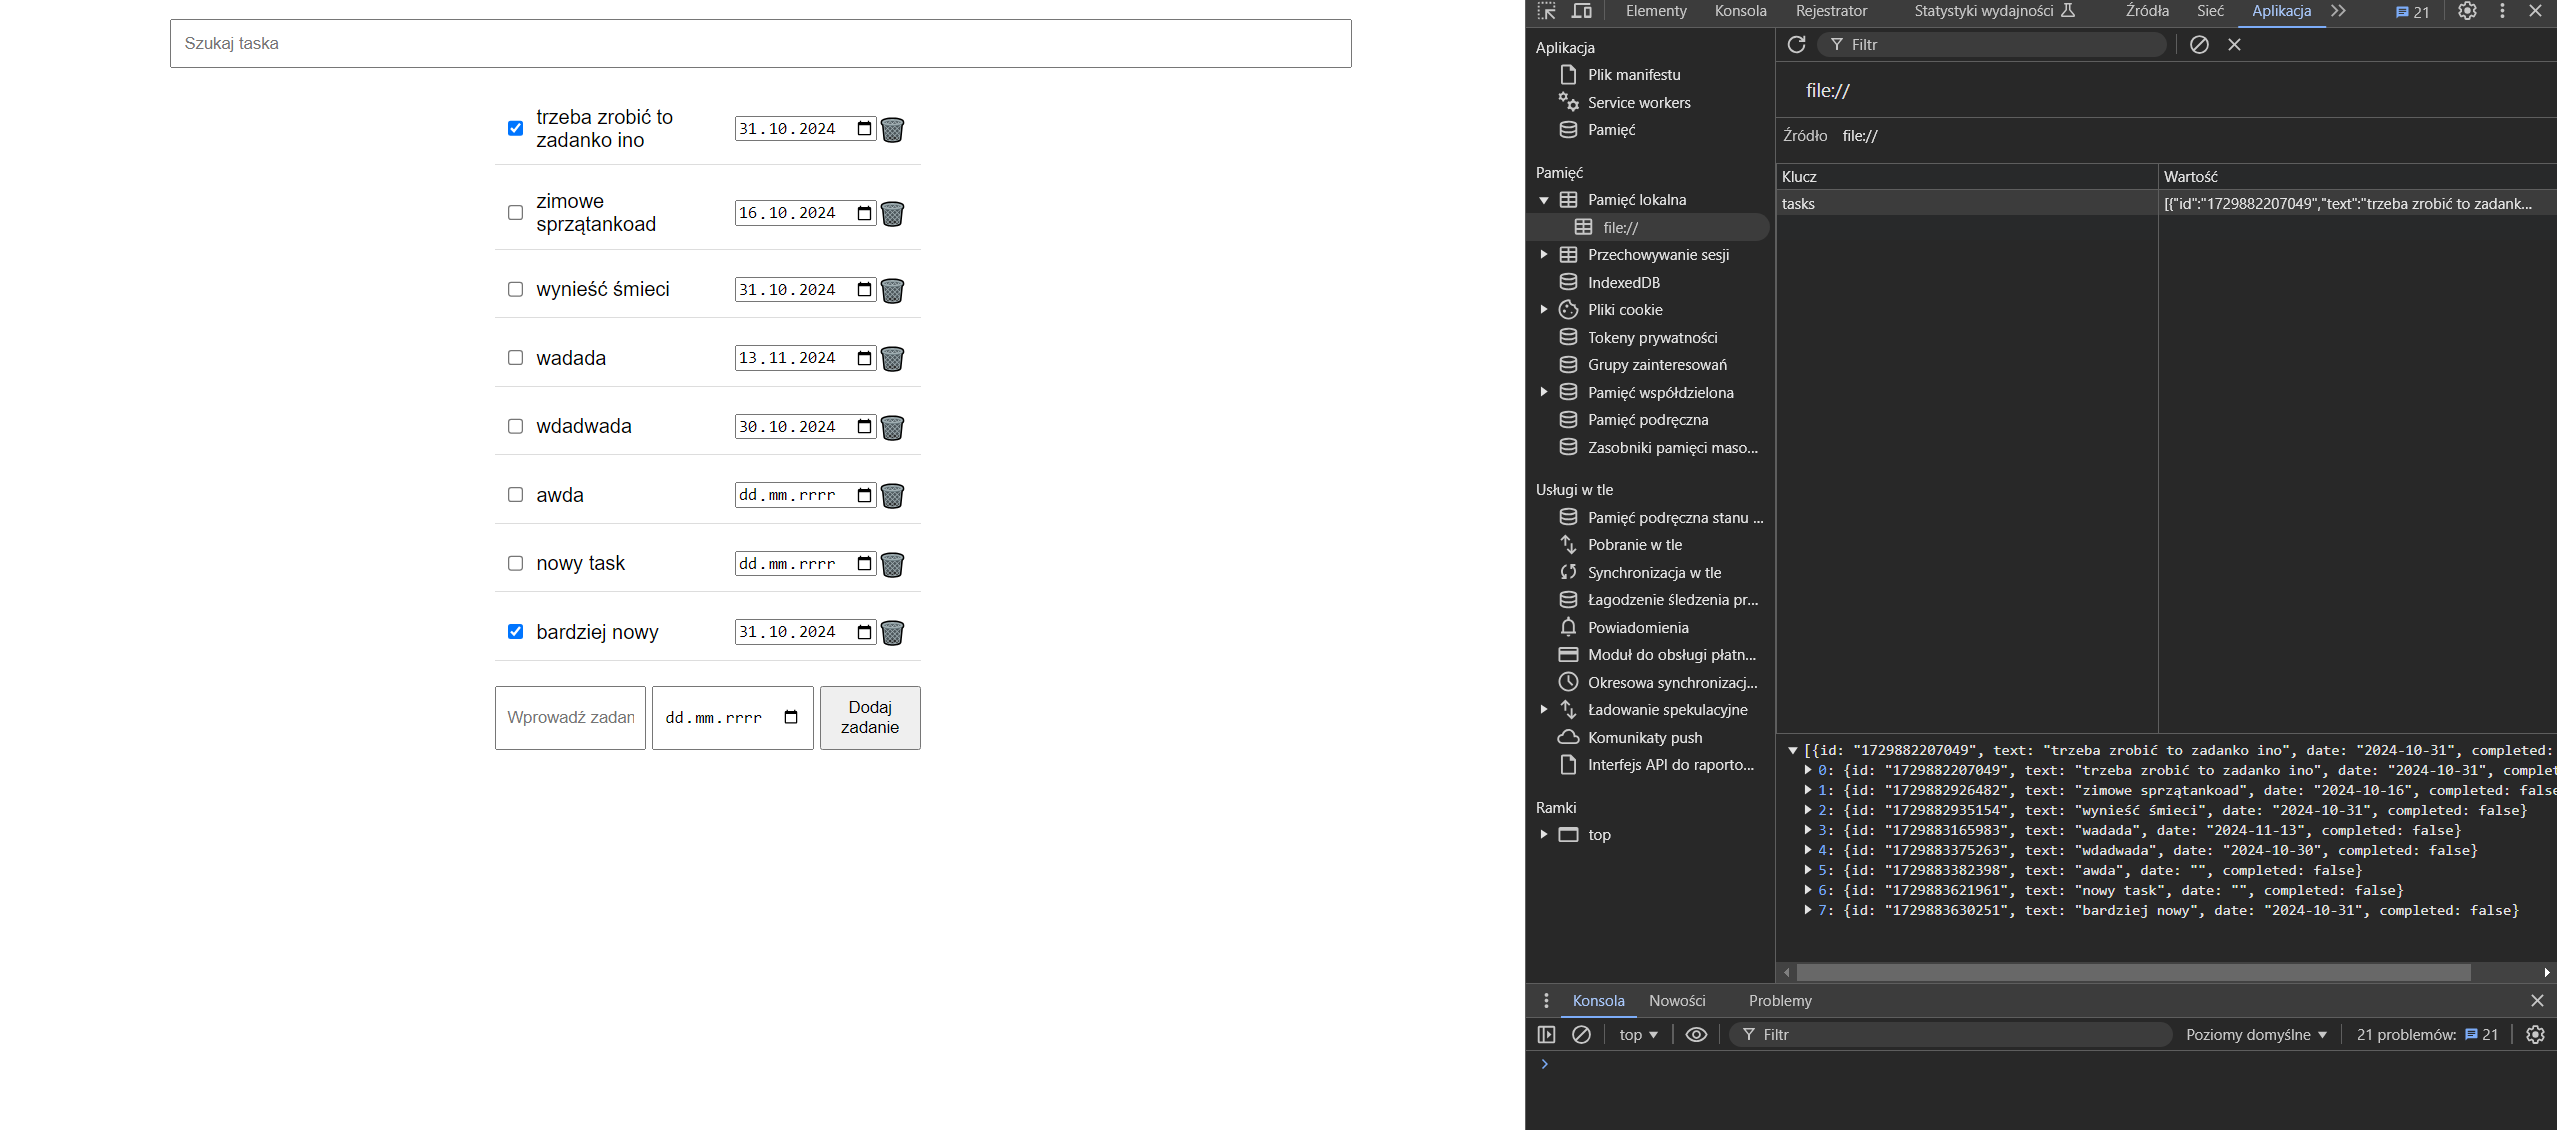 Szukaj taska
trzeba zrobić to
zadanko ino
31.10.2024
zimowe
sprzątankoad
16.10.2024
wynieść śmieci
31.10.2024
wadada
13.11.2024
wdadwada
30.10.2024
awda
dd.mm.rrrr
nowy task
dd.mm.rrrr
bardziej nowy
31.10.2024
Wprowadź zadan
dd.mm.rrrr
Dodaj
zadanie
Elementy Konsola Rejestrator Statystyki wydajności Źródła Sieć Aplikacja 21
Aplikacja
Plik manifestu
Service workers
Pamięć
Pamięć
Pamięć lokalna
file://
Przechowywanie sesji
IndexedDB
Pliki cookie
Tokeny prywatności
Grupy zainteresowań
Pamięć współdzielona
Pamięć podręczna
Zasobniki pamięci maso...
Usługi w tle
Pamięć podręczna stanu ...
Pobranie w tle
Synchronizacja w tle
Łagodzenie śledzenia pr...
Powiadomienia
Moduł do obsługi płatn...
Okresowa synchronizacj...
Ładowanie spekulacyjne
Komunikaty push
Interfejs API do raporto...
Ramki
top
Filtr
file://
Źródło file://
Klucz Wartość
tasks [{"id":"1729882207049","text":"trzeba zrobić to zadank...
[{id: "1729882207049", text: "trzeba zrobić to zadanko ino", date: "2024-10-31", completed:
0: {id: "1729882207049", text: "trzeba zrobić to zadanko ino", date: "2024-10-31", complet
1: {id: "1729882926482", text: "zimowe sprzątankoad", date: "2024-10-16", completed: false
2: {id: "1729882935154", text: "wynieść śmieci", date: "2024-10-31", completed: false}
3: {id: "1729883165983", text: "wadada", date: "2024-11-13", completed: false}
4: {id: "1729883375263", text: "wdadwada", date: "2024-10-30", completed: false}
5: {id: "1729883382398", text: "awda", date: "", completed: false}
6: {id: "1729883621961", text: "nowy task", date: "", completed: false}
7: {id: "1729883630251", text: "bardziej nowy", date: "2024-10-31", completed: false}
Konsola Nowości Problemy
top Filtr Poziomy domyślne 21 problemów: 21